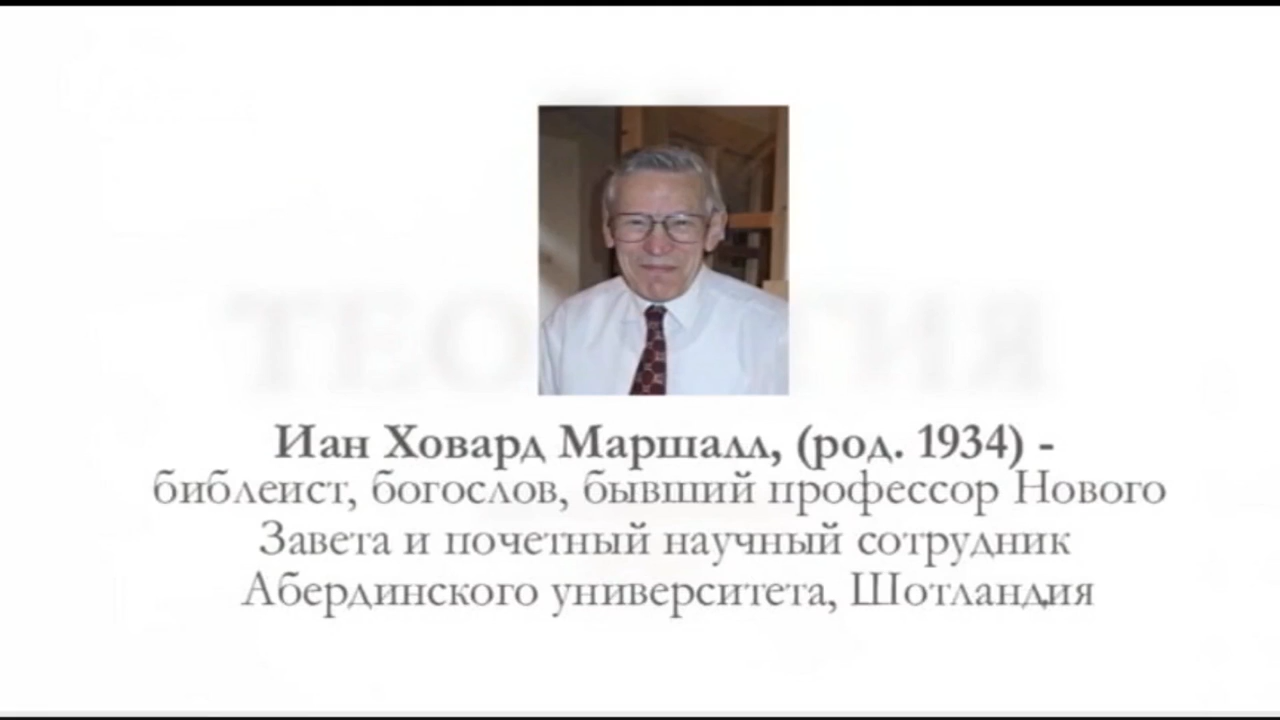 Иан Ховард Маршалл, (род. 1934) -
библеист, богослов, бывший профессор Нового
Завета и почетный научный сотрудник
Абердинского университета, Шотландия